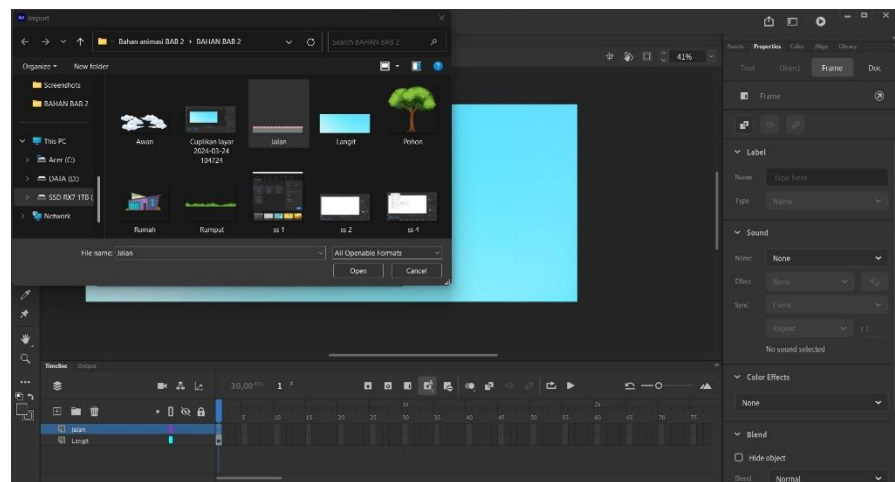 An Import
Bahan animasi BAB 2 › BAHAN BAB 2
Search BAHAN BAB 2
Organize
New folder
Screenshots
BAHAN BAB 2
This PC
Acer (C:)
DATA (D:)
SSD RX7 1TB (
Network
Awan
Cuplikan layar
2024-03-24
104724
Jalan
Langit
Pohon
Rumah
Rumput
ss 1
ss 2
ss 4
File name: Jalan
All Openable Formats
Open
Cancel
41%
Assets Properties Color Align Library
Tool Object Frame Doc
Frame
Label
Name Type here
Type Name
Sound
Name None
Effect None
Sync Event
Repeat x 1
No sound selected
Color Effects
None
Blend
Hide object
Blend Normal
Timeline Output
30,00 FPS 1 F
1s 2s
5 10 15 20 25 30 35 40 45 50 55 60 65 70 75
Jalan
Langit